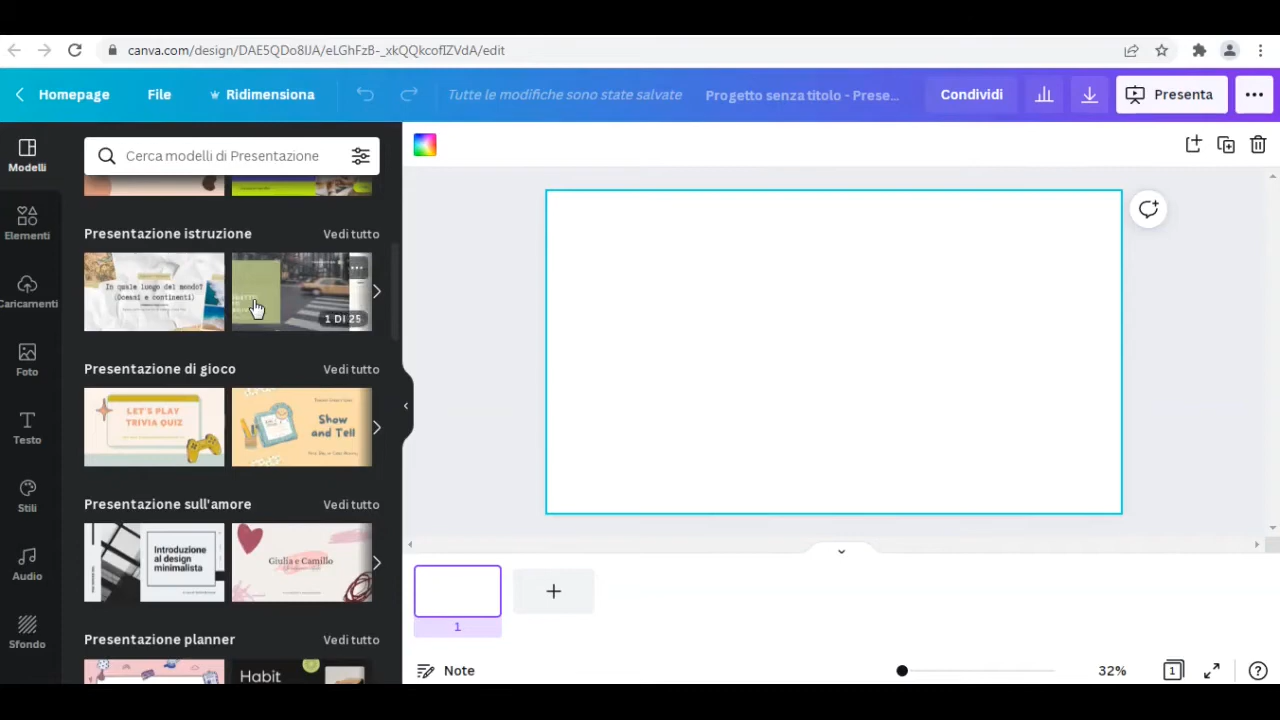 canva.com/design/DAE5QDo8IJA/eLGhFzB-_xkQQkcofIZVdA/edit
Homepage
File
Ridimensiona
Tutte le modifiche sono state salvate
Progetto senza titolo - Prese...
Condividi
Presenta
Modelli
Elementi
Caricamenti
Foto
Testo
Stili
Audio
Sfondo
Cerca modelli di Presentazione
Presentazione istruzione
Vedi tutto
In quale luogo del mondo?
(Oceani e continenti)
1 DI 25
Presentazione di gioco
Vedi tutto
LET'S PLAY
TRIVIA QUIZ
Show
and Tell
Presentazione sull'amore
Vedi tutto
Introduzione
al design
minimalista
Giulia e Camillo
Presentazione planner
Vedi tutto
Habit
1
Note
32%
1